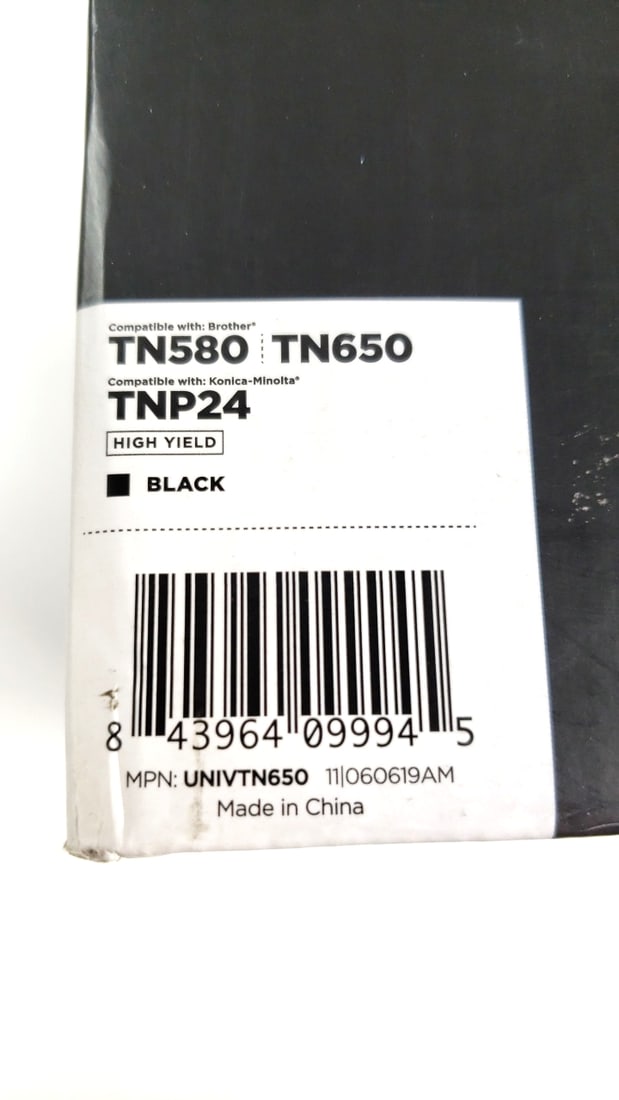 Compatible with: Brother®
TN580 TN650
Compatible with: Konica-Minolta®
TNP24
HIGH YIELD
BLACK
8 43964 09994 5
MPN: UNIVTN650 11|060619AM
Made in China